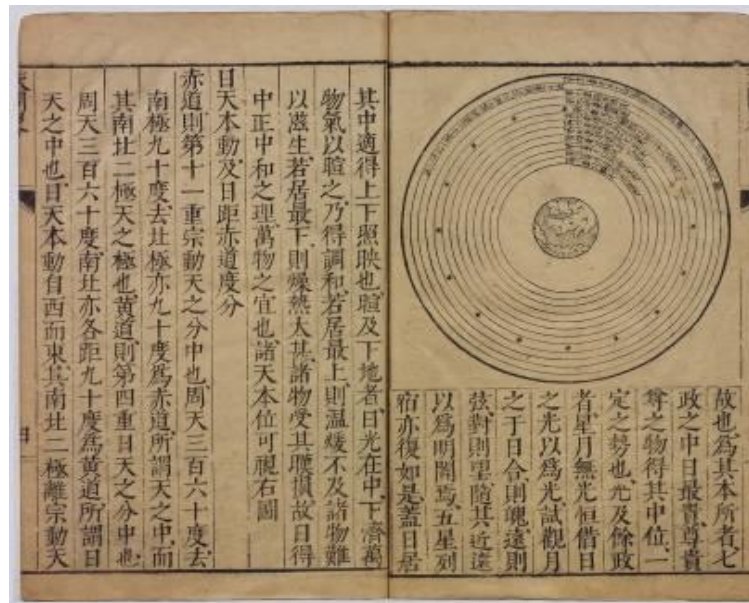 故也爲其本所者七
政之中日最貴尊貴
尊之物得其中位一
定之勢也光及餘政
者星月無光恒借日
之光以爲光試觀月
之于日合則魄遠則
弦對則望隨其近遠
以爲明闇焉五星列
宿亦復如是蓋日居
其中適得上下照映也暄及下地者日光在中下濟萬
物氣以暄之乃得調和若居最上則溫煖不及諸物難
以滋生若居最下則燥熱太甚諸物受其膜損故日得
中正中和之理萬物之宜也諸天本位可視右圖
日天本動及日距赤道度分
赤道則第十一重宗動天之分中也周天三百六十度去
南極九十度去北極亦九十度爲赤道所謂天之中而
其南北二極天之極也黃道則第四重日天之分中也
周天三百六十度南北亦各距九十度爲黃道所謂日
天之中也日天本動自西而東其南北二極離宗動天